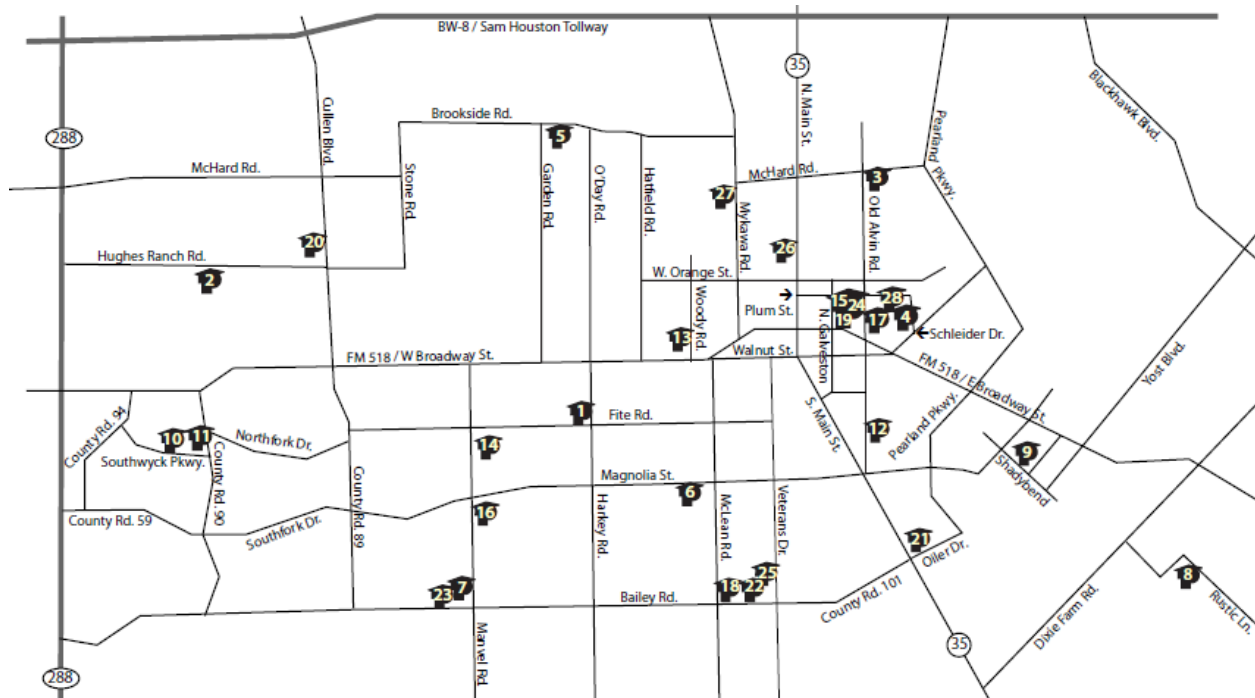 BW-8 / Sam Houston Tollway
35
288
Brookside Rd.
5
Cullen Blvd.
N. Main St.
Blackhawk Blvd.
Pearland Pkwy.
McHard Rd.
Stone Rd.
Garden Rd.
O'Day Rd.
Hatfield Rd.
27
McHard Rd.
3
Mykawa Rd.
Old Alvin Rd.
20
26
Hughes Ranch Rd.
2
W. Orange St.
Woody Rd.
Plum St.
15
24
28
19
17
4
Schleider Dr.
N. Galveston
13
FM 518 / W Broadway St.
Walnut St.
FM 518 / E Broadway St.
Yost Blvd.
County Rd. 94
10
11
Northfork Dr.
1
Fite Rd.
S. Main St.
12
Pearland Pkwy.
14
9
Shadybend
Southwyck Pkwy.
County Rd. 90
Magnolia St.
6
County Rd. 59
Southfork Dr.
County Rd. 89
16
Harkey Rd.
McLean Rd.
Veterans Dr.
21
Oiler Dr.
23
7
Bailey Rd.
18
22
25
County Rd. 101
8
Rustic Ln.
Dixie Farm Rd.
Manvel Rd.
35
288